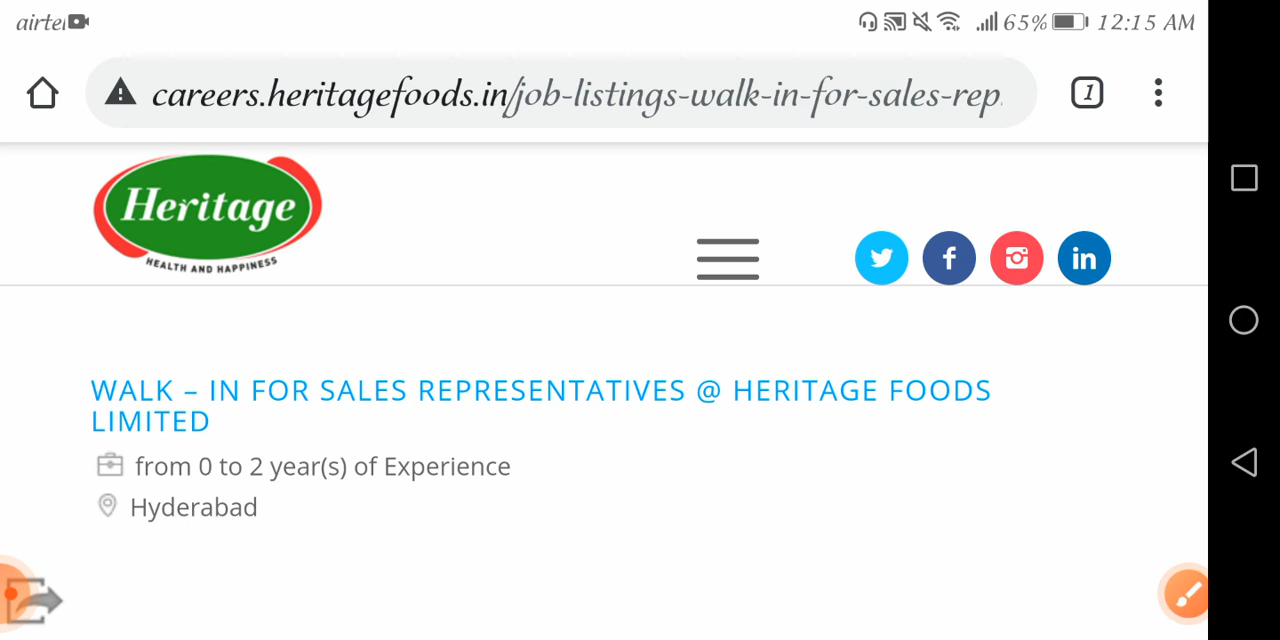 airtel
65%
12:15 AM
careers.heritagefoods.in/job-listings-walk-in-for-sales-rep
1
Heritage
HEALTH AND HAPPINESS
WALK – IN FOR SALES REPRESENTATIVES @ HERITAGE FOODS
LIMITED
from 0 to 2 year(s) of Experience
Hyderabad